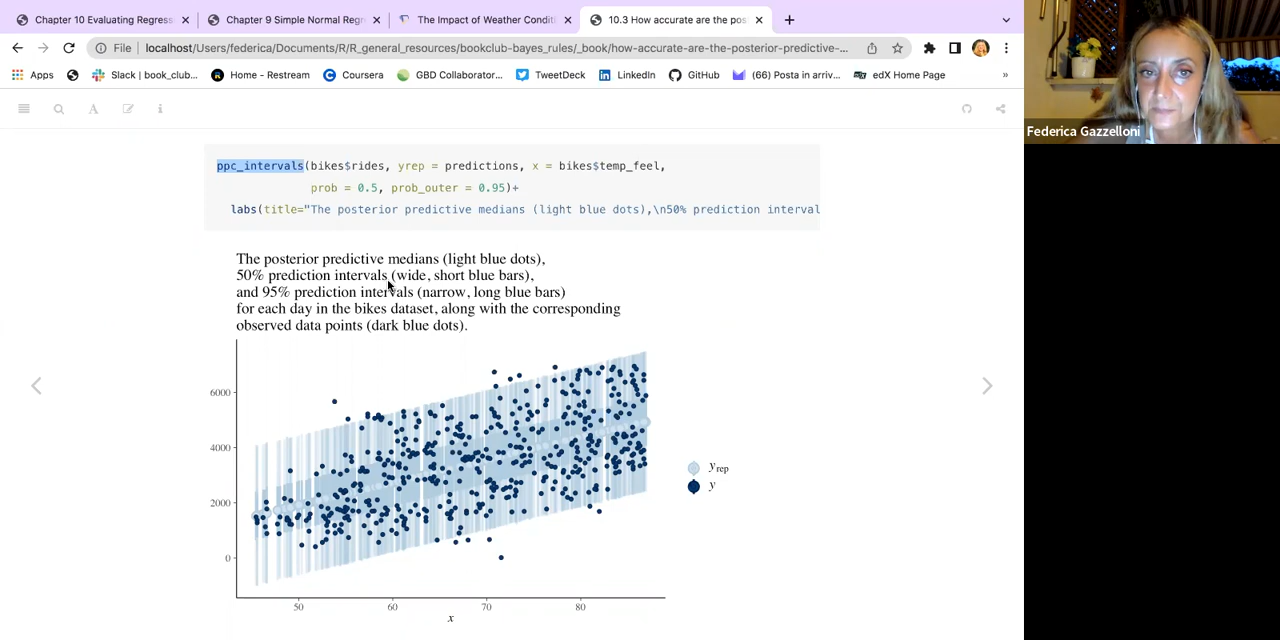 Chapter 10 Evaluating Regress
Chapter 9 Simple Normal Regr
The Impact of Weather Conditi
10.3 How accurate are the pos
File
localhost/Users/federica/Documents/R/R_general_resources/bookclub-bayes_rules/_book/how-accurate-are-the-posterior-predictive-...
Apps
Slack | book_club...
Home - Restream
Coursera
GBD Collaborator...
TweetDeck
LinkedIn
GitHub
(66) Posta in arriv...
edX Home Page
»
Federica Gazzelloni
ppc_intervals(bikes$rides, yrep = predictions, x = bikes$temp_feel,
prob = 0.5, prob_outer = 0.95)+
labs(title="The posterior predictive medians (light blue dots),\n50% prediction interval
The posterior predictive medians (light blue dots),
50% prediction intervals (wide, short blue bars),
and 95% prediction intervals (narrow, long blue bars)
for each day in the bikes dataset, along with the corresponding
observed data points (dark blue dots).
6000
4000
2000
0
50
60
70
80
x
yrep
y